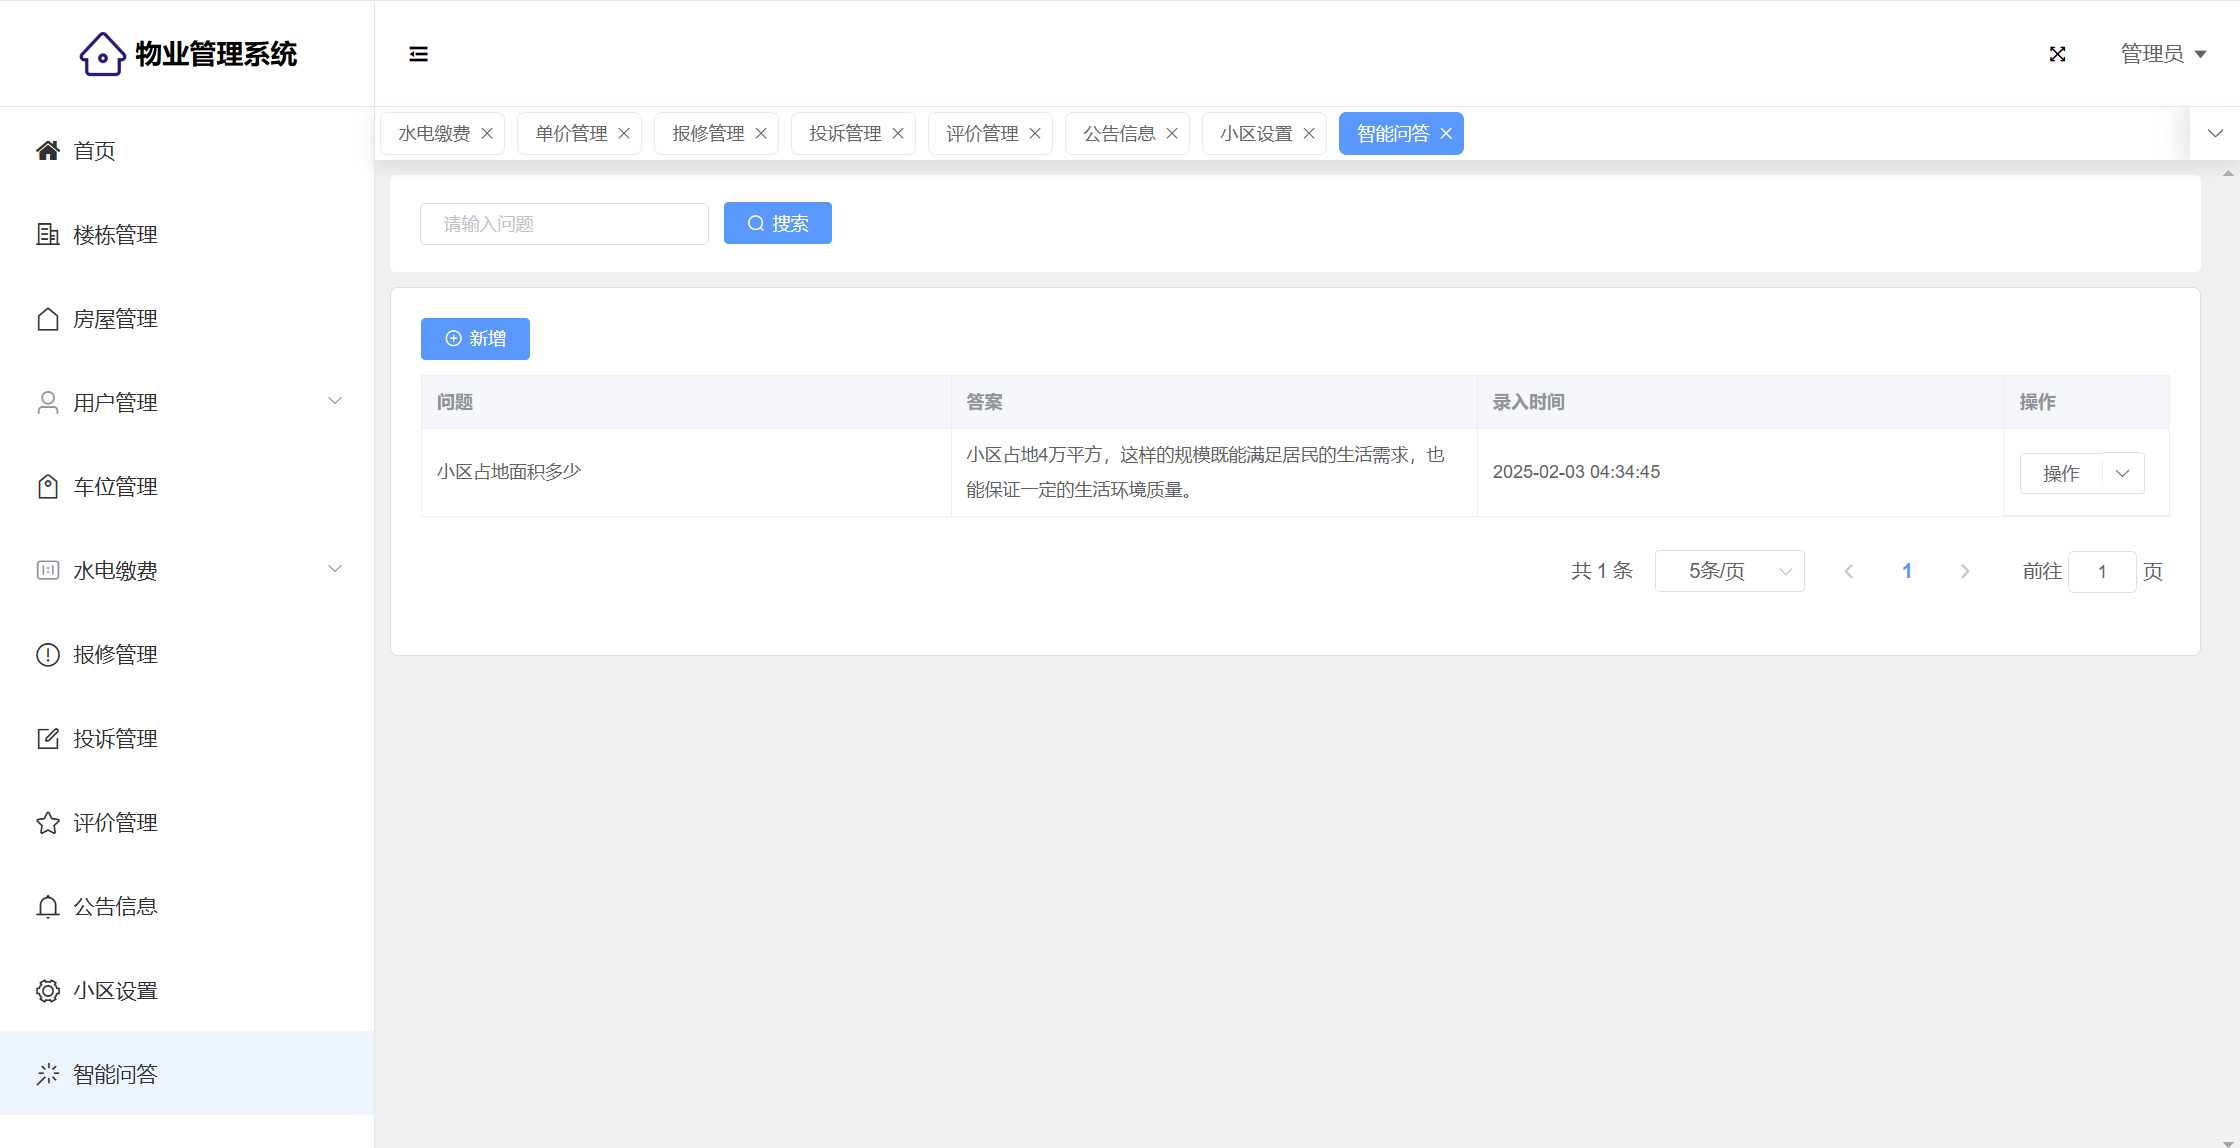 物业管理系统
管理员
首页
楼栋管理
房屋管理
用户管理
车位管理
水电缴费
报修管理
投诉管理
评价管理
公告信息
小区设置
智能问答
水电缴费 单价管理 报修管理 投诉管理 评价管理 公告信息 小区设置 智能问答
请输入问题 搜索
新增
问题 答案 录入时间 操作
小区占地面积多少 小区占地4万平方，这样的规模既能满足居民的生活需求，也 2025-02-03 04:34:45 操作
能保证一定的生活环境质量。
共 1 条 5条/页 1 前往 1 页